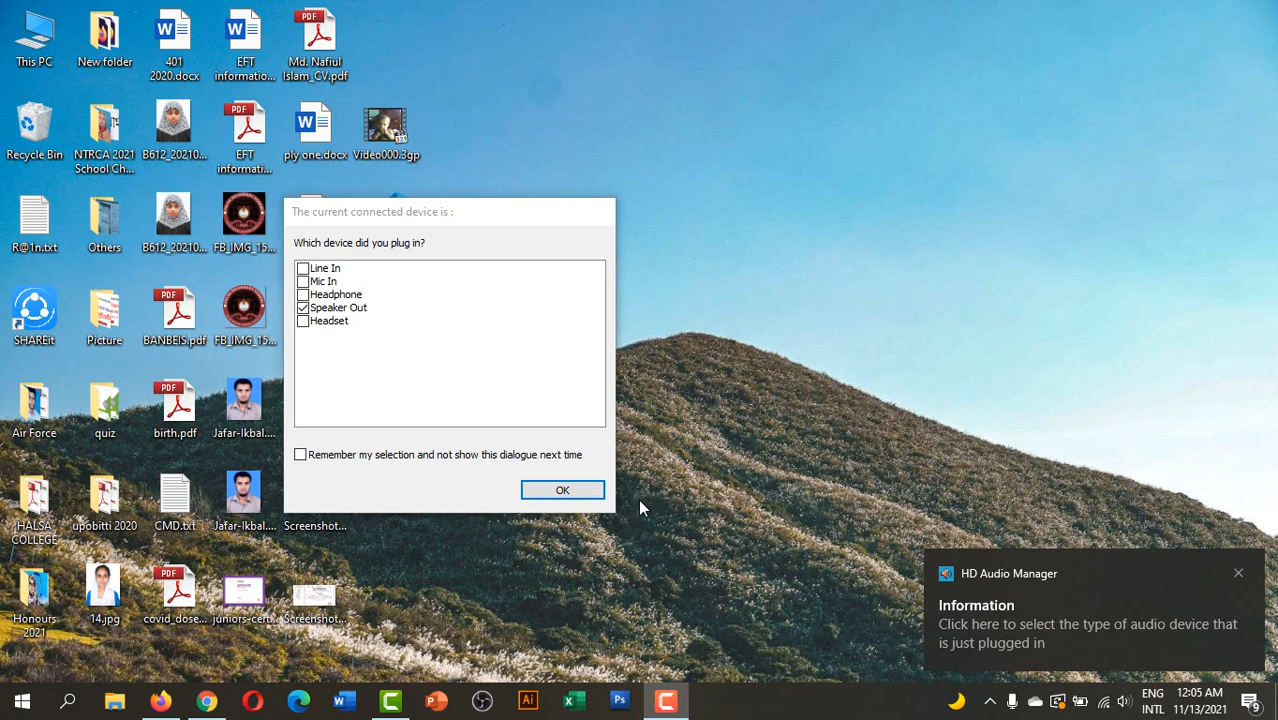 This PC
New folder
401
2020.docx
EFT
informatio...
Md. Nafiul
Islam_CV.pdf
Recycle Bin
NTRCA 2021
School Ch...
B612_20210...
EFT
informati...
ply one.docx
Video000.3gp
R@1n.txt
Others
B612_20210...
FB_IMG_15...
SHAREit
Picture
BANBEIS.pdf
FB_IMG_15...
Air Force
quiz
birth.pdf
Jafar-Ikbal....
HALSA
COLLEGE
upobitti 2020
CMD.txt
Jafar-Ikbal....
Screenshot...
Honours
2021
14.jpg
covid_dose...
juniors-cert...
Screenshot...
The current connected device is :
Which device did you plug in?
Line In
Mic In
Headphone
Speaker Out
Headset
Remember my selection and not show this dialogue next time
OK
HD Audio Manager
Information
Click here to select the type of audio device that
is just plugged in
ENG
INTL
12:05 AM
11/13/2021
9